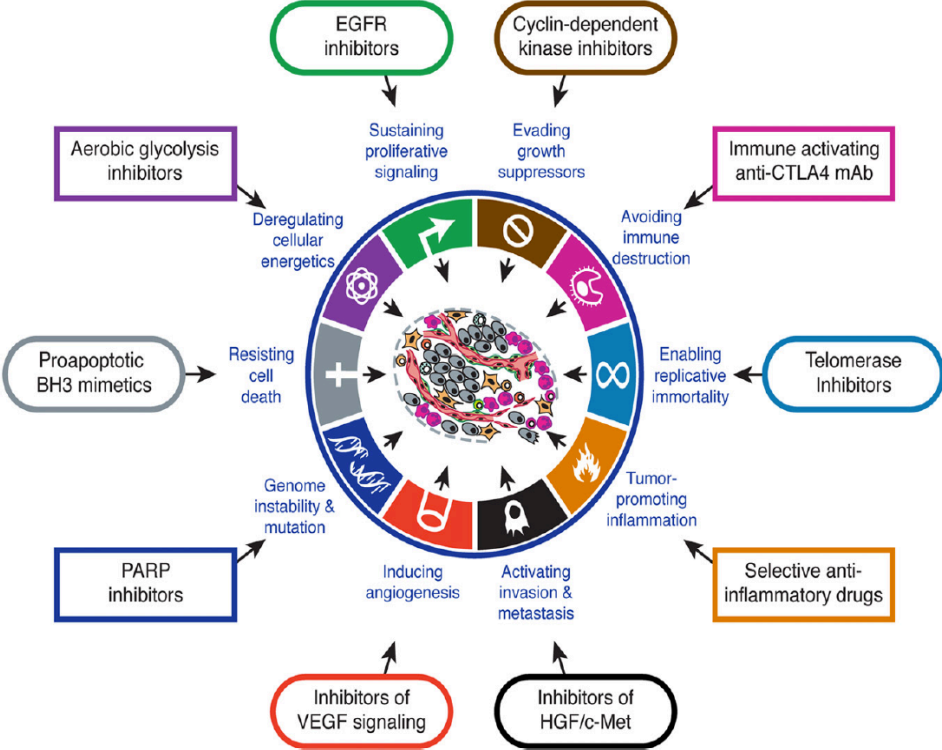 EGFR
inhibitors
Cyclin-dependent
kinase inhibitors
Sustaining
proliferative
signaling
Evading
growth
suppressors
Aerobic glycolysis
inhibitors
Immune activating
anti-CTLA4 mAb
Deregulating
cellular
energetics
Avoiding
immune
destruction
Proapoptotic
BH3 mimetics
Resisting
cell
death
Enabling
replicative
immortality
Telomerase
Inhibitors
Genome
instability &
mutation
Tumor-
promoting
inflammation
PARP
inhibitors
Inducing
angiogenesis
Activating
invasion &
metastasis
Selective anti-
inflammatory drugs
Inhibitors of
VEGF signaling
Inhibitors of
HGF/c-Met